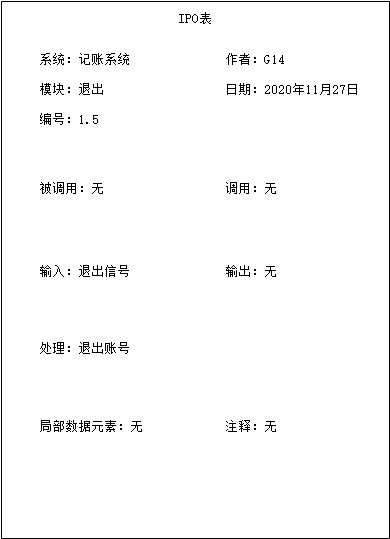 IPO表
系统：记账系统 作者：G14
模块：退出 日期：2020年11月27日
编号：1.5
被调用：无 调用：无
输入：退出信号 输出：无
处理：退出账号
局部数据元素：无 注释：无